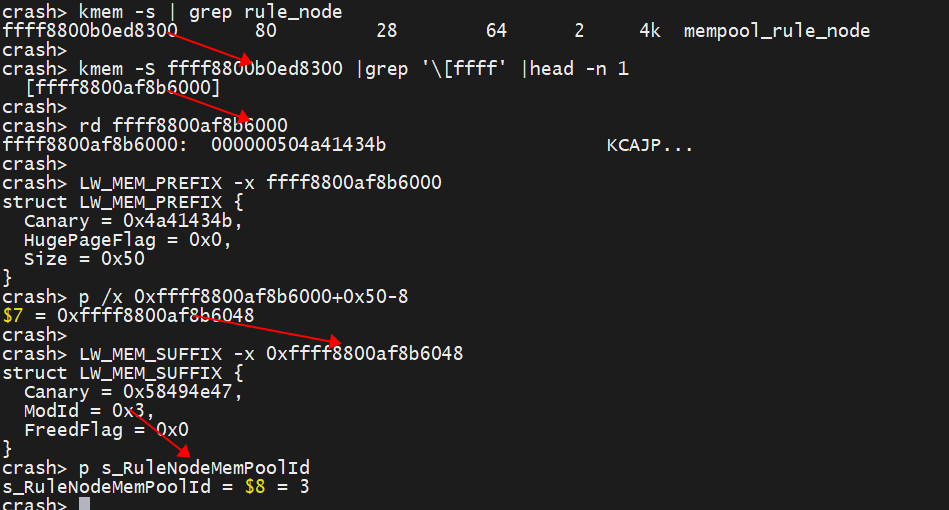 crash> kmem -s | grep rule_node
ffff8800b0ed8300        80         28        64      2     4k  mempool_rule_node
crash>
crash> kmem -S ffff8800b0ed8300 |grep '\[ffff' |head -n 1
  [ffff8800af8b6000]
crash>
crash> rd ffff8800af8b6000
ffff8800af8b6000:  000000504a41434b                    KCAJP...
crash>
crash> LW_MEM_PREFIX -x ffff8800af8b6000
struct LW_MEM_PREFIX {
  Canary = 0x4a41434b,
  HugePageFlag = 0x0,
  Size = 0x50
}
crash> p /x 0xffff8800af8b6000+0x50-8
$7 = 0xffff8800af8b6048
crash>
crash> LW_MEM_SUFFIX -x 0xffff8800af8b6048
struct LW_MEM_SUFFIX {
  Canary = 0x58494e47,
  ModId = 0x3,
  FreedFlag = 0x0
}
crash> p s_RuleNodeMemPoolId
s_RuleNodeMemPoolId = $8 = 3
crash>